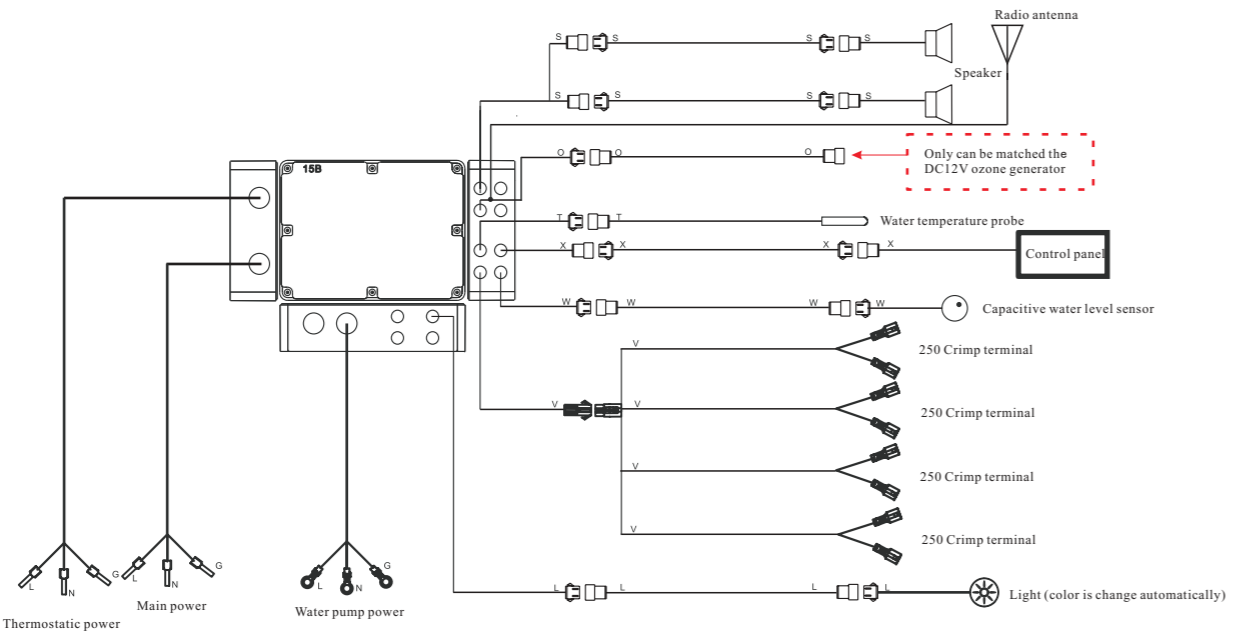 Radio antenna
S S S S
Speaker
S S S S
O O O
Only can be matched the
DC12V ozone generator
15B
T T
Water temperature probe
X X X X
Control panel
W W W W
Capacitive water level sensor
V
250 Crimp terminal
V V
250 Crimp terminal
V
250 Crimp terminal
V
250 Crimp terminal
L N G
Thermostatic power
L N G
Main power
L N G
Water pump power
L L L L
Light (color is change automatically)